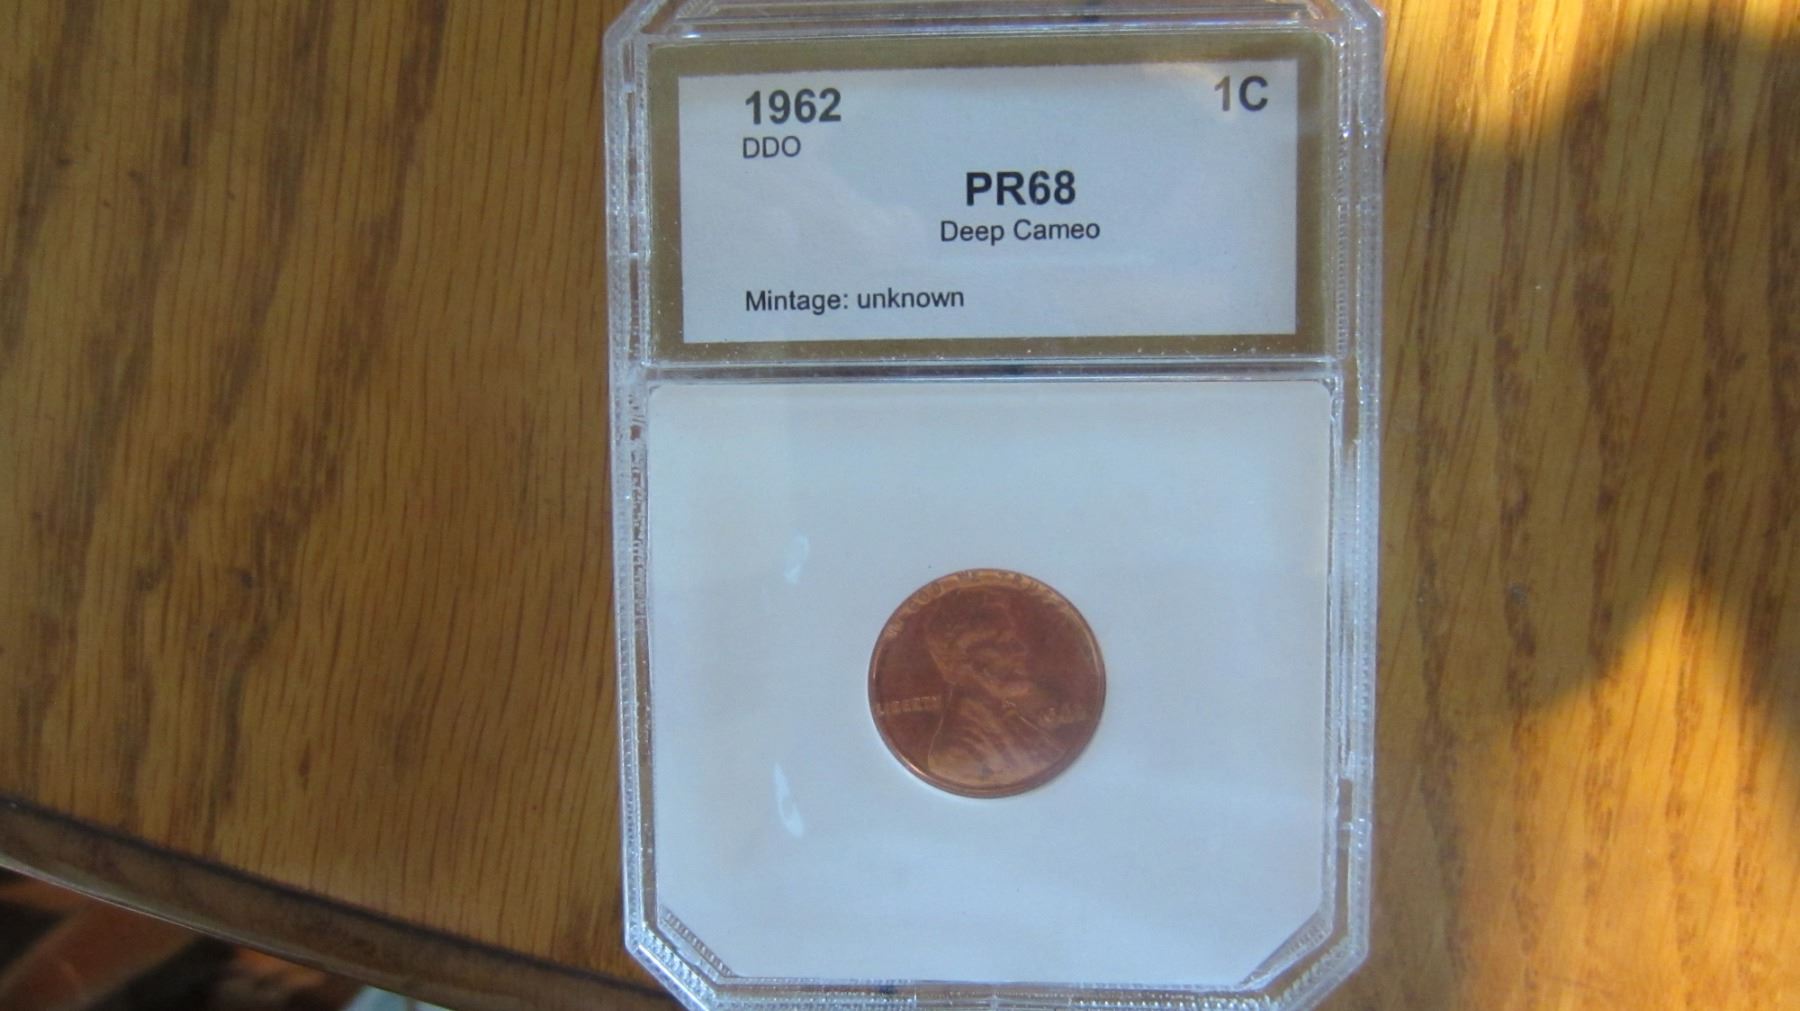 1962
1C
DDO
PR68
Deep Cameo
Mintage: unknown
LIBERTY